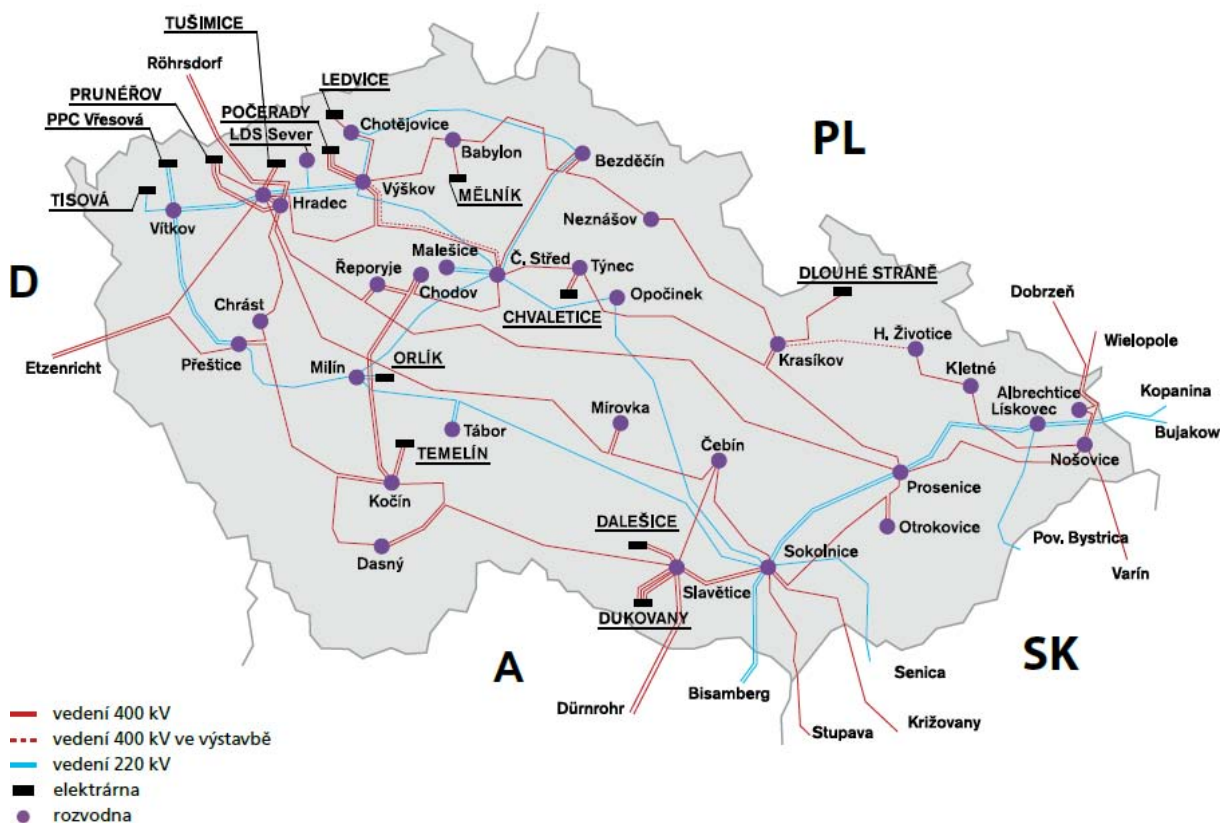 TUŠIMICE
Röhrsdorf
LEDVICE
PRUNÉŘOV
POČERADY
PPC Vřesová
LDS Sever
Chotějovice
PL
Babylon
Bezděčín
TISOVÁ
Hradec
Výškov
MĚLNÍK
Vítkov
Neznášov
Malešice
Č. Střed
Týnec
D
Řeporyje
Chodov
DLOUHÉ STRÁNĚ
Opočinek
Dobrzeň
Chrást
CHVALETICE
H. Životice
Wielopole
Krasíkov
Etzenricht
Přeštice
Milín
ORLÍK
Kletné
Albrechtice
Kopanina
Lískovec
Mírovka
Bujakow
Tábor
Čebín
TEMELÍN
Nošovice
Kočín
Prosenice
DALEŠICE
Otrokovice
Pov. Bystrica
Sokolnice
Dasný
Varín
Slavětice
DUKOVANY
A
SK
Senica
Bisamberg
Dürnrohr
Stupava
Križovany
vedení 400 kV
vedení 400 kV ve výstavbě
vedení 220 kV
elektrárna
rozvodna